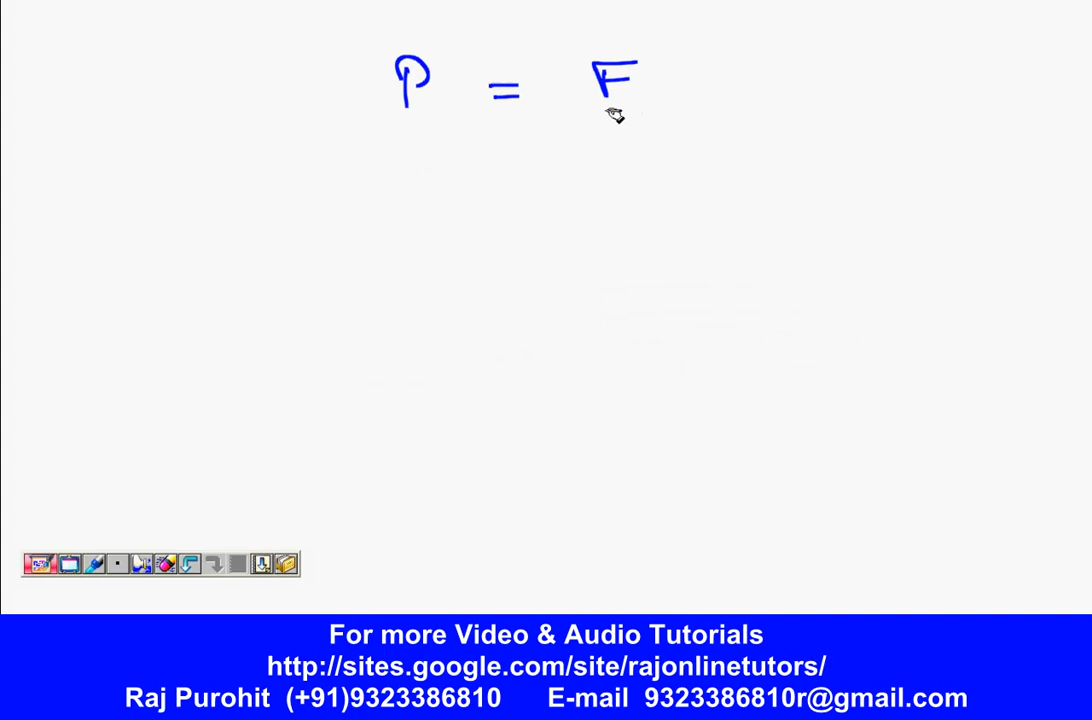 P = F
For more Video & Audio Tutorials
http://sites.google.com/site/rajonlinetutors/
Raj Purohit (+91)9323386810 E-mail 9323386810r@gmail.com